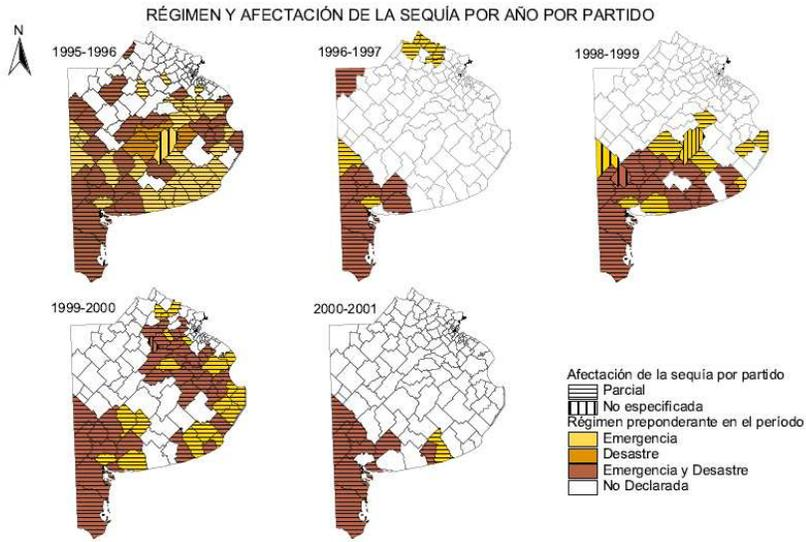 RÉGIMEN Y AFECTACIÓN DE LA SEQUÍA POR AÑO POR PARTIDO
N
1995-1996
1996-1997
1998-1999
1999-2000
2000-2001
Afectación de la sequía por partido
Parcial
No especificada
Régimen preponderante en el período
Emergencia
Desastre
Emergencia y Desastre
No Declarada